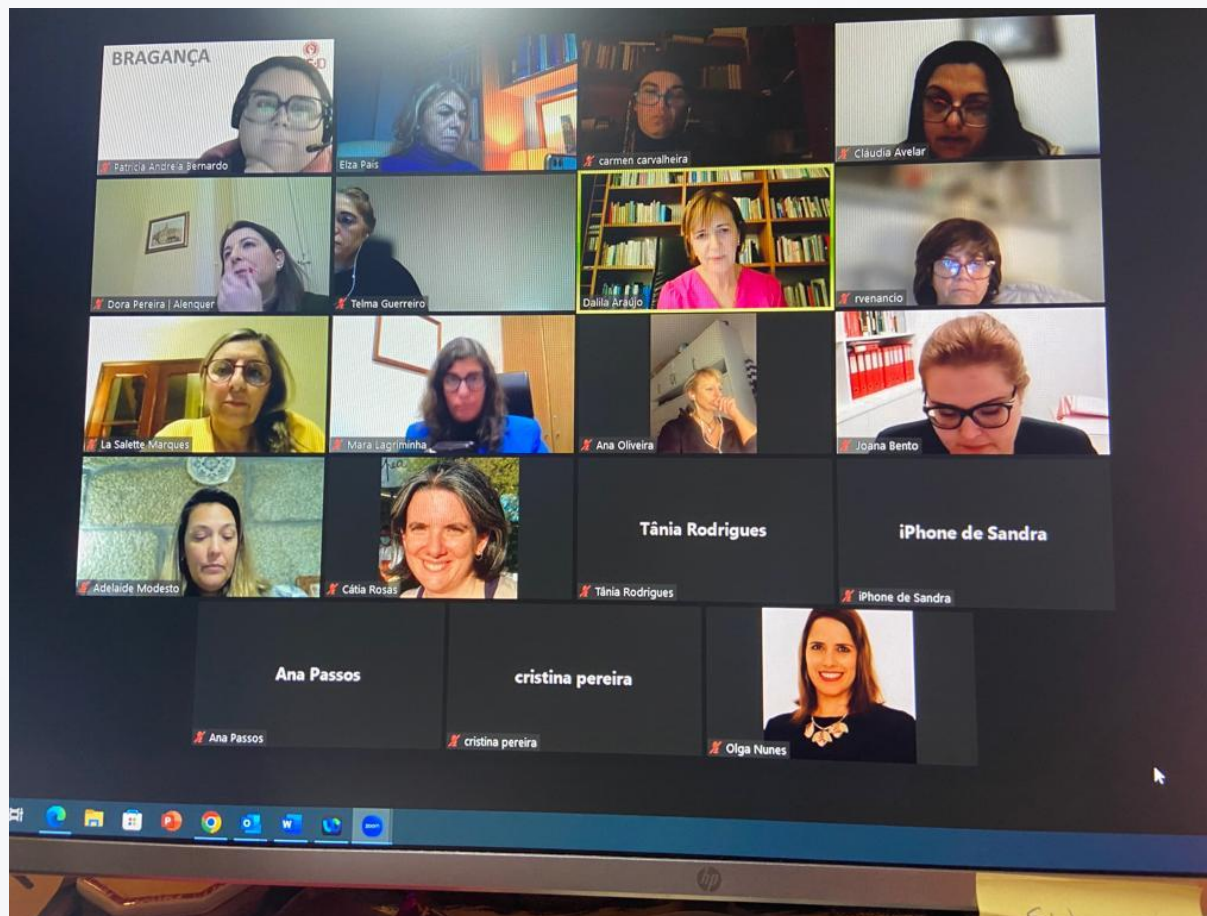 BRAGANÇA
Patrícia Andreia Bernardo
Elza Pais
carmen carvalheira
Cláudia Avelar
Dora Pereira | Alenquer
Telma Guerreiro
Dalila Araújo
rvenancio
La Salette Marques
Mara Lagriminha
Ana Oliveira
Joana Bento
Adelaide Modesto
Cátia Rosas
Tânia Rodrigues
Tânia Rodrigues
iPhone de Sandra
iPhone de Sandra
Ana Passos
Ana Passos
cristina pereira
cristina pereira
Olga Nunes
hp